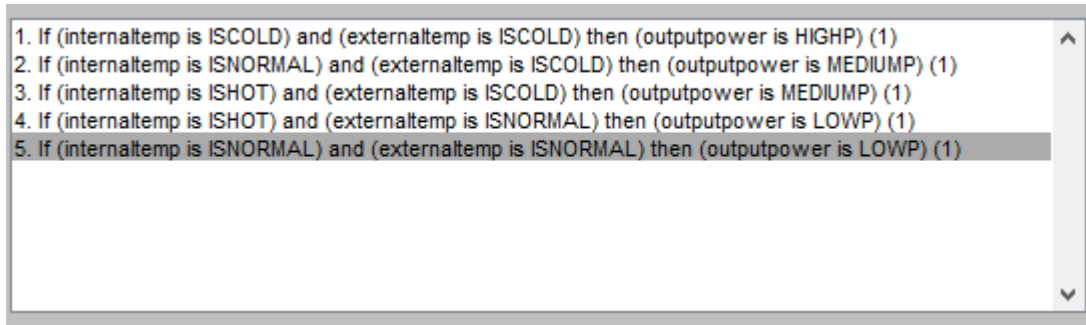 1. If (internaltemp is ISCOLD) and (externaltemp is ISCOLD) then (outputpower is HIGHP) (1)
2. If (internaltemp is ISNORMAL) and (externaltemp is ISCOLD) then (outputpower is MEDIUMP) (1)
3. If (internaltemp is ISHOT) and (externaltemp is ISCOLD) then (outputpower is MEDIUMP) (1)
4. If (internaltemp is ISHOT) and (externaltemp is ISNORMAL) then (outputpower is LOWP) (1)
5. If (internaltemp is ISNORMAL) and (externaltemp is ISNORMAL) then (outputpower is LOWP) (1)